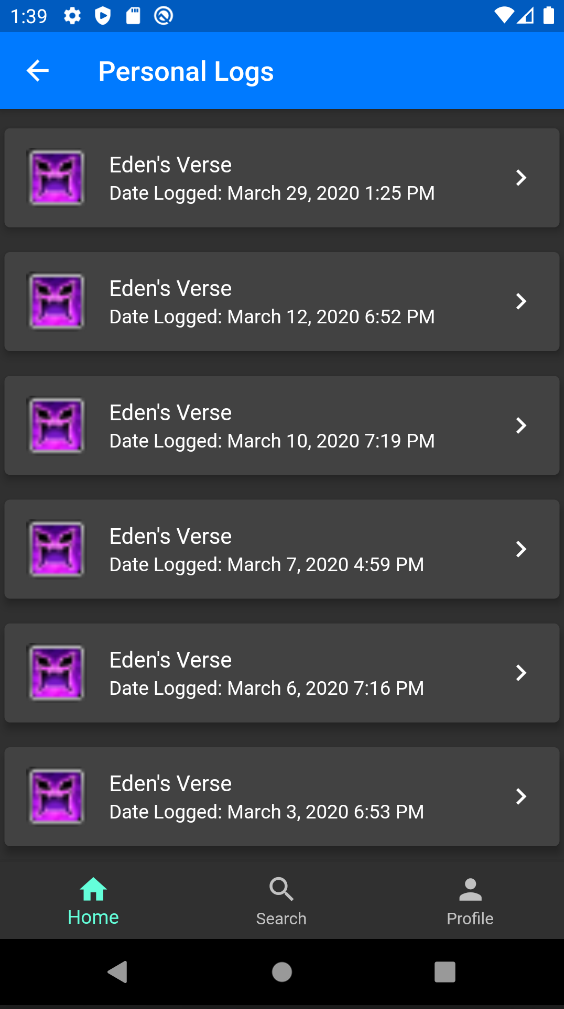 1:39
Personal Logs
Eden's Verse
Date Logged: March 29, 2020 1:25 PM
Eden's Verse
Date Logged: March 12, 2020 6:52 PM
Eden's Verse
Date Logged: March 10, 2020 7:19 PM
Eden's Verse
Date Logged: March 7, 2020 4:59 PM
Eden's Verse
Date Logged: March 6, 2020 7:16 PM
Eden's Verse
Date Logged: March 3, 2020 6:53 PM
Home Search Profile